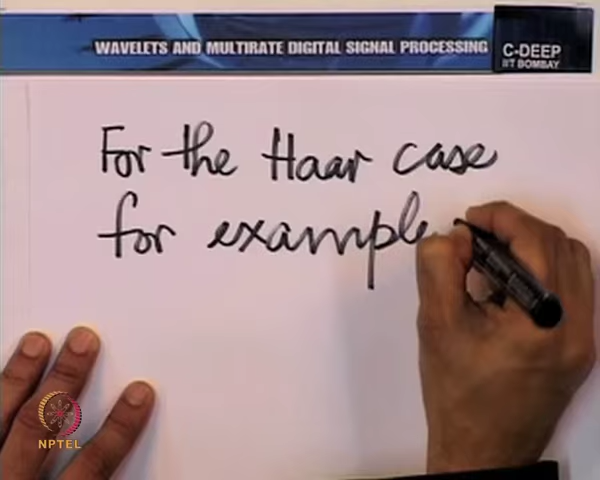 WAVELETS AND MULTIRATE DIGITAL SIGNAL PROCESSING
C-DEEP
IIT BOMBAY
For the Haar case
for example
NPTEL